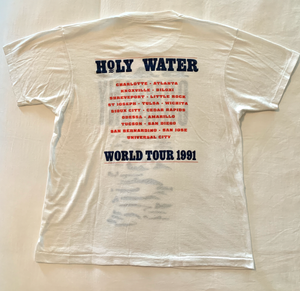 HOLY WATER
CHARLOTTE - ATLANTA
KNOXVILLE - BILOXI
SHREVEPORT - LITTLE ROCK
ST JOSEPH - TULSA - WICHITA
SIOUX CITY - CEDAR RAPIDS
ODESSA - AMARILLO
TUCSON - SAN DIEGO
SAN BERNARDINO - SAN JOSE
UNIVERSAL CITY
WORLD TOUR 1991